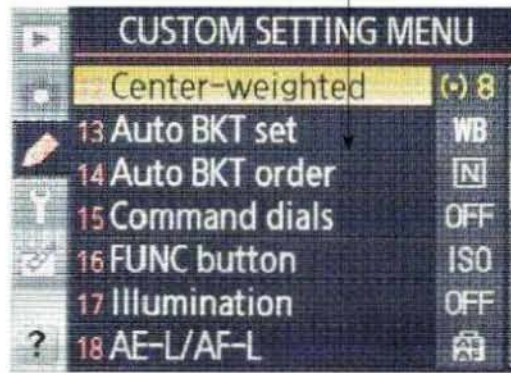 CUSTOM SETTING MENU
12 Center-weighted (•) 8
13 Auto BKT set WB
14 Auto BKT order N
15 Command dials OFF
16 FUNC button ISO
17 Illumination OFF
? 18 AE-L/AF-L